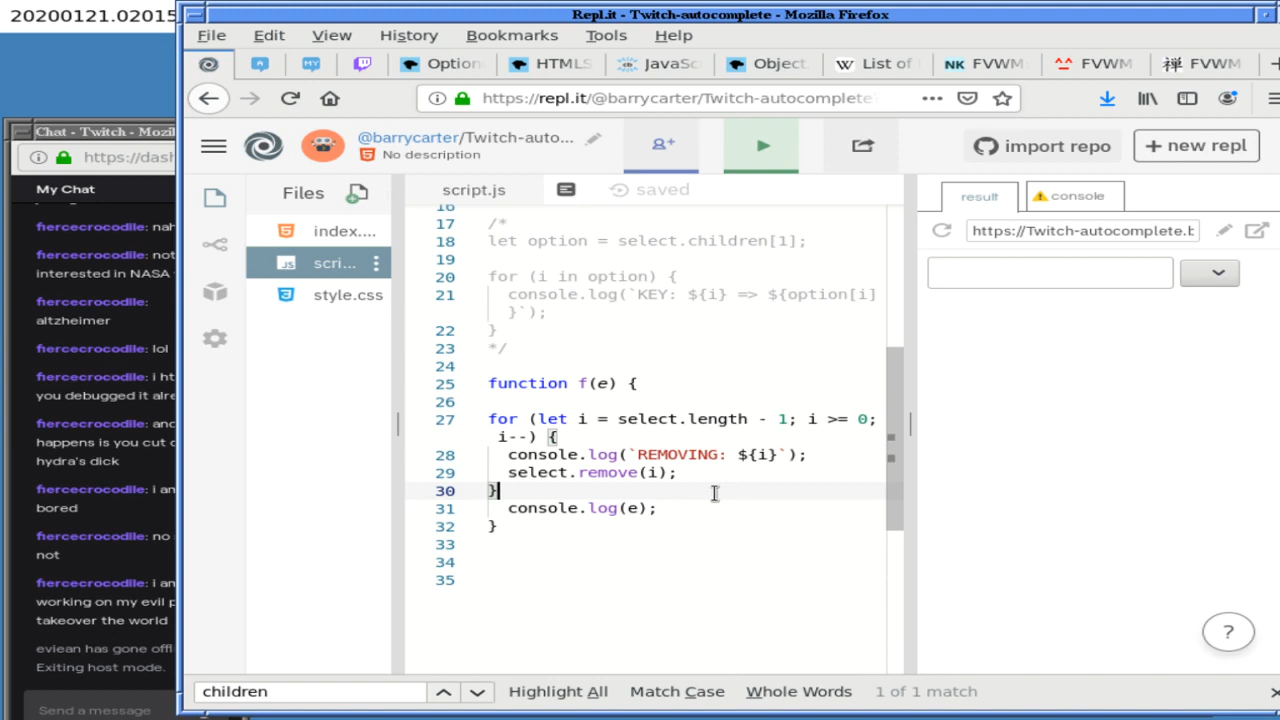 20200121.02015
Repl.it - Twitch-autocomplete - Mozilla Firefox
File Edit View History Bookmarks Tools Help
Option HTML5 JavaSc Object. List of NK FVWM FVWM 禅 FVWM
https://repl.it/@barrycarter/Twitch-autocomplete
@barrycarter/Twitch-auto...
No description
import repo
+ new repl
Chat - Twitch - Mozil
https://dash
My Chat
fiercecrocodile: nah
fiercecrocodile: not
interested in NASA
fiercecrocodile:
altzheimer
fiercecrocodile: lol
fiercecrocodile: i ht
you debugged it alre
fiercecrocodile: and
happens is you cut o
hydra's dick
fiercecrocodile: i am
bored
fiercecrocodile: no
not
fiercecrocodile: i am
working on my evil p
takeover the world
eviean has gone offl
Exiting host mode.
Send a message
Files
index....
scri...
style.css
script.js
saved
16
17 /*
18 let option = select.children[1];
19
20 for (i in option) {
21 console.log(`KEY: ${i} => ${option[i]
}`);
22 }
23 */
24
25 function f(e) {
26
27 for (let i = select.length - 1; i >= 0;
i--) {
28 console.log(`REMOVING: ${i}`);
29 select.remove(i);
30 }
31 console.log(e);
32 }
33
34
35
result
console
https://Twitch-autocomplete.t
?
children
Highlight All Match Case Whole Words 1 of 1 match